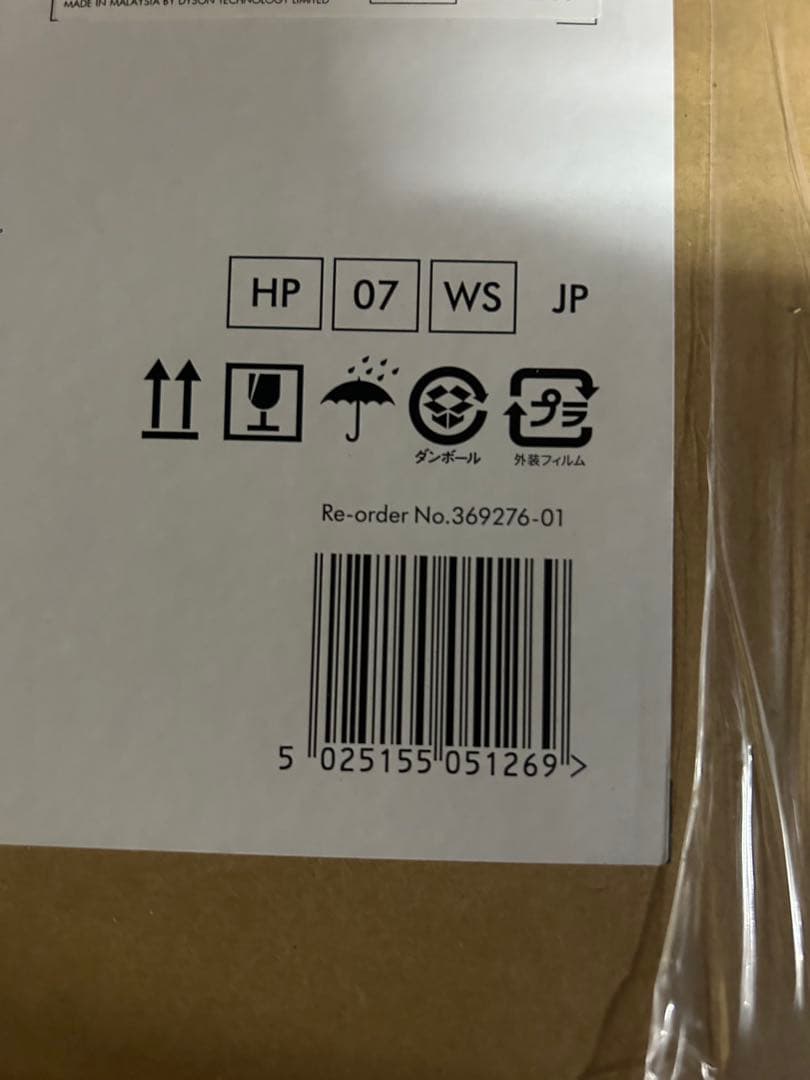 MADE IN MALAYSIA BY DYSON TECHNOLOGY LIMITED
HP 07 WS JP
プラ
ダンボール 外装フィルム
Re-order No.369276-01
5 025155 051269 >